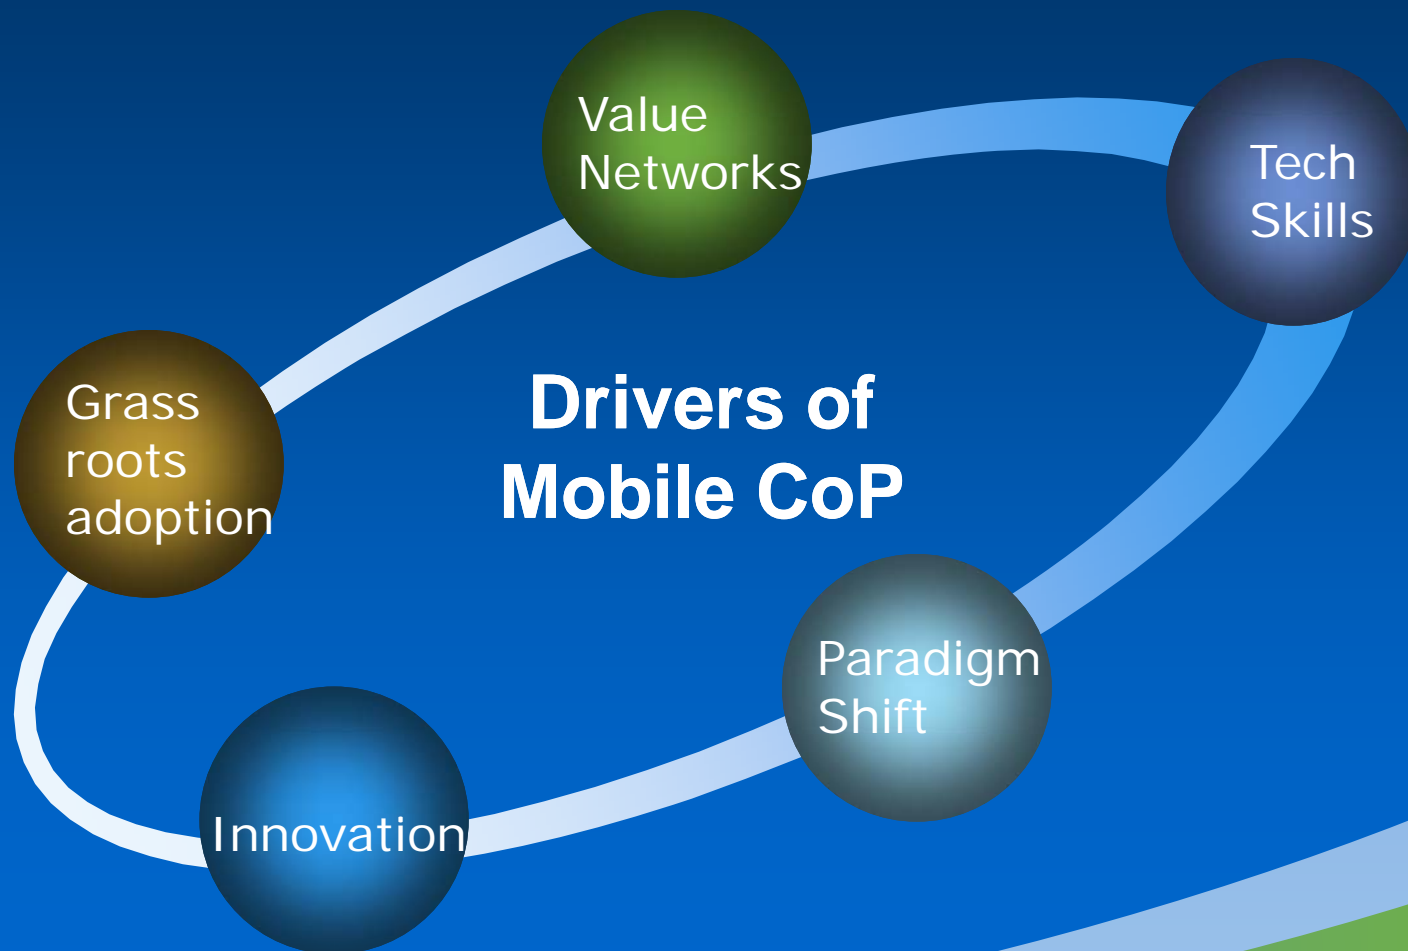 Value
Networks
Tech
Skills
Grass
roots
adoption
Drivers of
Mobile CoP
Paradigm
Shift
Innovation